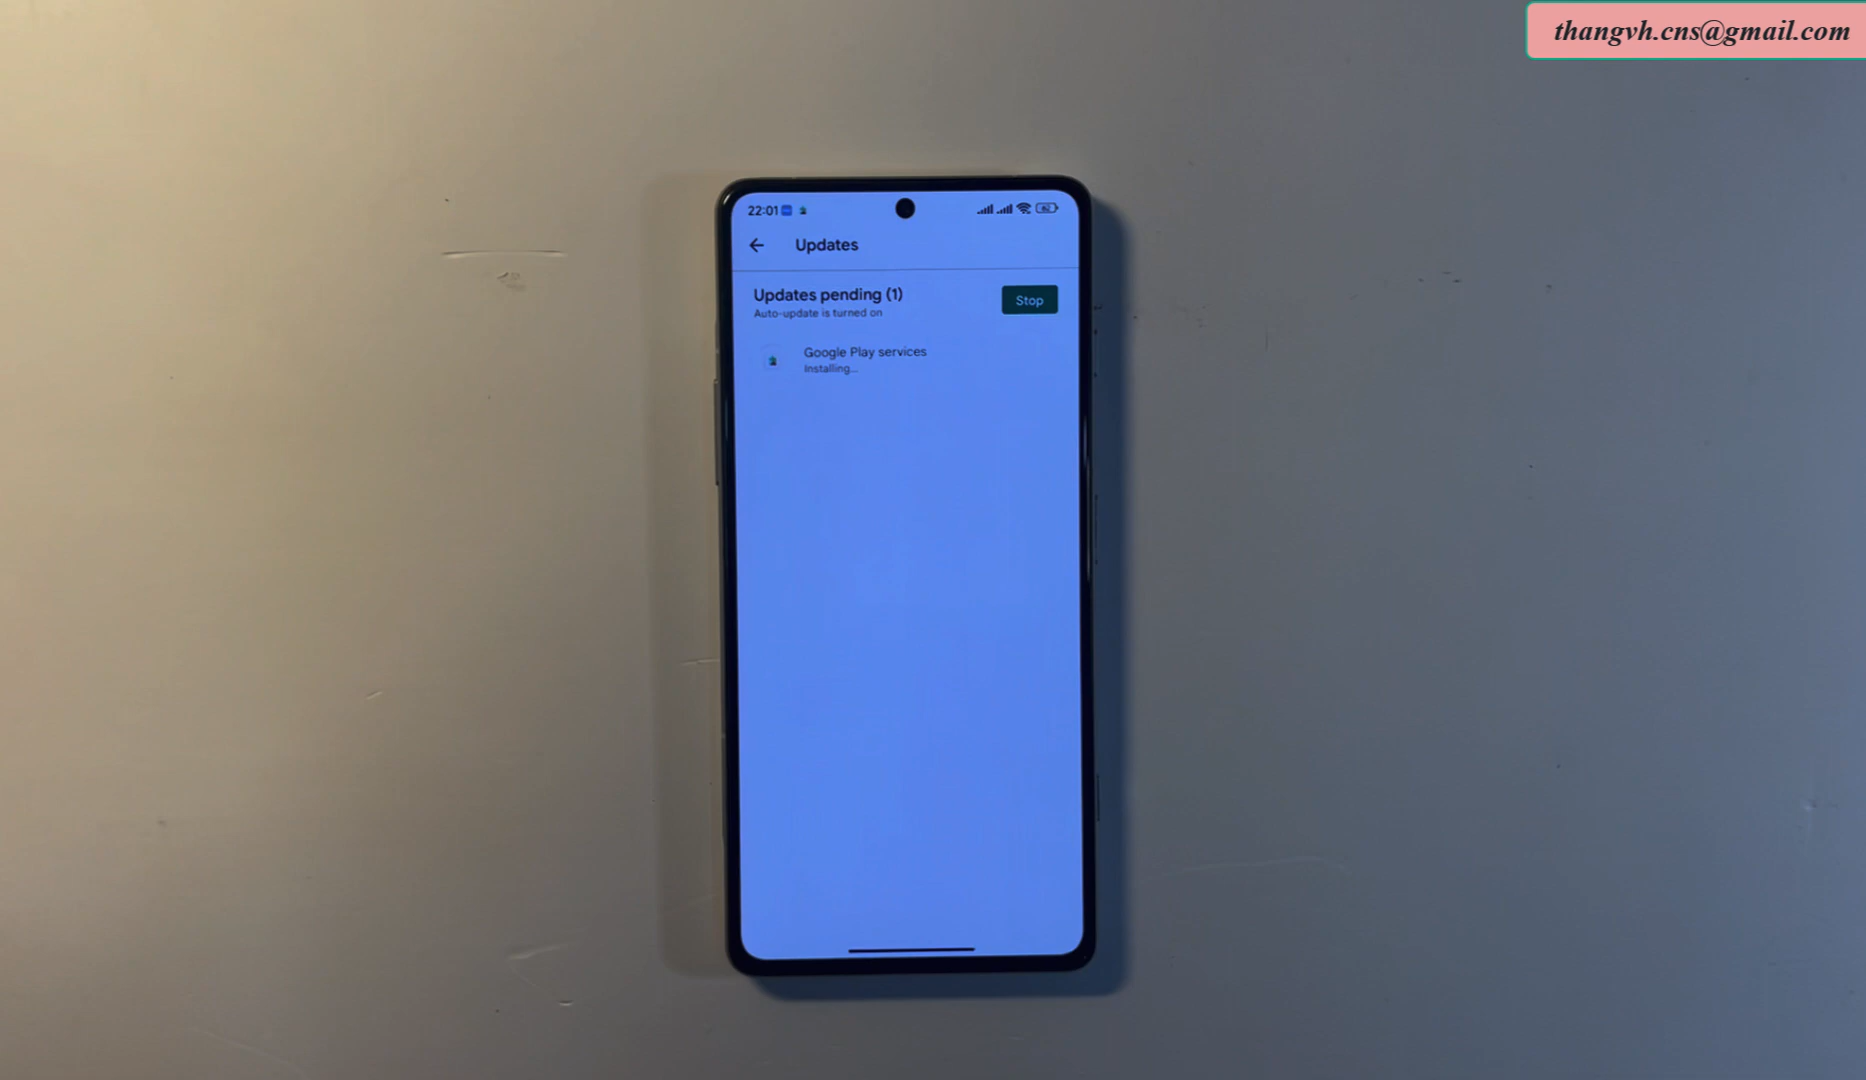 thangvh.cns@gmail.com
22:01
62
Updates
Updates pending (1)
Auto-update is turned on
Stop
Google Play services
Installing...